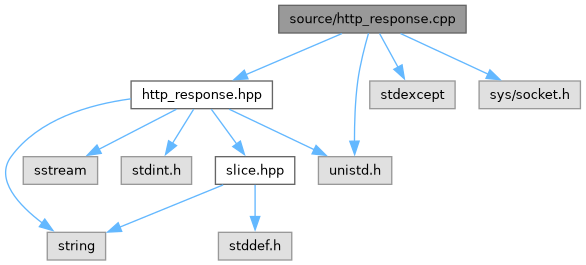 source/http_response.cpp
http_response.hpp
stdexcept
sys/socket.h
sstream
stdint.h
slice.hpp
unistd.h
string
stddef.h